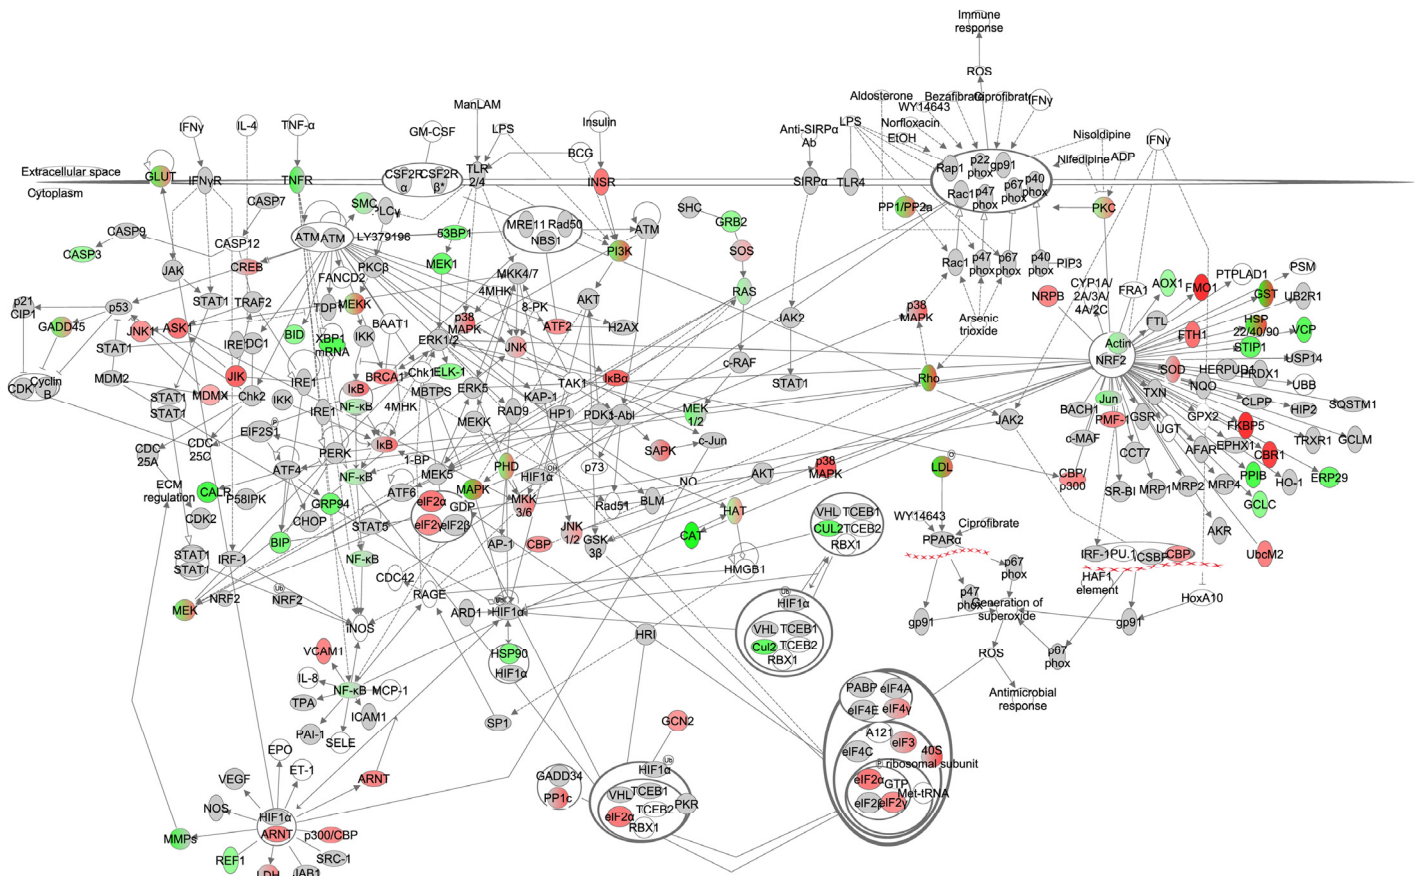 Immune
response
ROS
Aldosterone
Bezafibrate
Ciprofibrate
IFNγ
WY14643
Norfloxacin
EtOH
LPS
ManLAM
GM-CSF
LPS
Insulin
BCG
Anti-SIRPα
Ab
Nisoldipine
Nifedipine
ADP
IFNγ
IFNγ
IL-4
TNF-α
Extracellular space
Cytoplasm
GLUT
IFNγR
TNFR
CSF2R
α
CSF2R
β*
TLR
2/4
INSR
SIRPα
TLR4
Rap1
p22
phox
gp91
Rac1
p47
phox
p67
phox
p40
phox
PKC
PP1/PP2a
CASP7
SMC
PLCγ
CASP9
CASP12
CASP3
ATM
ATM
LY379196
53BP1
MRE11
Rad50
NBS1
ATM
SHC
GRB2
SOS
PI3K
JAK
CREB
FANCD2
PKCβ
MEK1
MKK4/7
4MHK
Rac1
p47
phox
p67
phox
p40
phox
PIP3
p21
CIP1
p53
STAT1
TRAF2
TDP1
MEKK
8-PK
AKT
RAS
NRPB
CYP1A/
2A/3A/
4A/2C
FRA1
AOX1
FMO1
PTPLAD1
PSM
GST
UB2R1
GADD45
JNK1
ASK1
BID
XBP1
mRNA
BAAT1
IKK
p38
MAPK
ERK1/2
ATF2
H2AX
JAK2
p38
MAPK
Arsenic
trioxide
FTL
FTH1
HSP
22/40/90
VCP
STIP1
USP14
Actin
NRF2
STAT1
JNK
c-RAF
SOD
HERPUD1
UBB
MDM2
JIK
MDMX
Chk2
IRE1
IKK
IκB
BRCA1
Chk1
ELK-1
MBTPS
ERK5
TAK1
KAP-1
IκBα
STAT1
Rho
CDK
Cyclin
B
STAT1
STAT1
NF-κB
4MHK
RAD9
HP1
PDK1
c-Abl
MEK
1/2
JAK2
Jun
BACH1
PMF-1
TXN
NQO
CLPP
HIP2
SQSTM1
GSR
GPX2
UGT
FKBP5
TRXR1
GCLM
IRE1
EIF2S1
IκB
MEKK
c-Jun
c-MAF
CCT7
AFAR
EPHX1
CBR1
CDC
25A
CDC
25C
PERK
1-BP
MEK5
PHD
SAPK
p73
p38
MAPK
AKT
LDL
CBP/
p300
SR-BI
MRP1
MRP2
MRP4
PPIB
HO-1
ERP29
GCLC
ECM
regulation
CALR
P58IPK
ATF4
GRP94
NF-κB
ATF6
MAPK
HIF1α
MKK
3/6
Rad51
BLM
NO
CDK2
CHOP
STAT5
eIF2α
GDP
eIF2γ
eIF2β
JNK
1/2
HAT
CAT
VHL
TCEB1
CUL2
TCEB2
RBX1
WY14643
Ciprofibrate
PPARα
AKR
BIP
AP-1
CBP
GSK
3β
HMGB1
IRF-1
PU.1
ICSBP
CBP
UbcM2
STAT1
STAT1
IRF-1
NF-κB
CDC42
RAGE
HAF1
element
HoxA10
p67
phox
p47
phox
MEK
NRF2
NRF2
ARD1
HIF1α
HIF1α
Generation of
superoxide
gp91
gp91
iNOS
HRI
VHL
TCEB1
Cul2
TCEB2
RBX1
ROS
p67
phox
VCAM1
HSP90
HIF1α
IL-8
TPA
NF-κB
MCP-1
ICAM1
PAI-1
SELE
SP1
GCN2
PABP
eIF4A
eIF4E
eIF4γ
A121
eIF3
40S
ribosomal subunit
eIF4C
Antimicrobial
response
EPO
ET-1
VEGF
NOS
ARNT
GADD34
PP1c
HIF1α
VHL
TCEB1
TCEB2
eIF2α
RBX1
PKR
eIF2α
GTP
Met-tRNA
eIF2β
eIF2γ
HIF1α
ARNT
p300/CBP
MMPs
REF1
SRC-1
LDH
JAB1